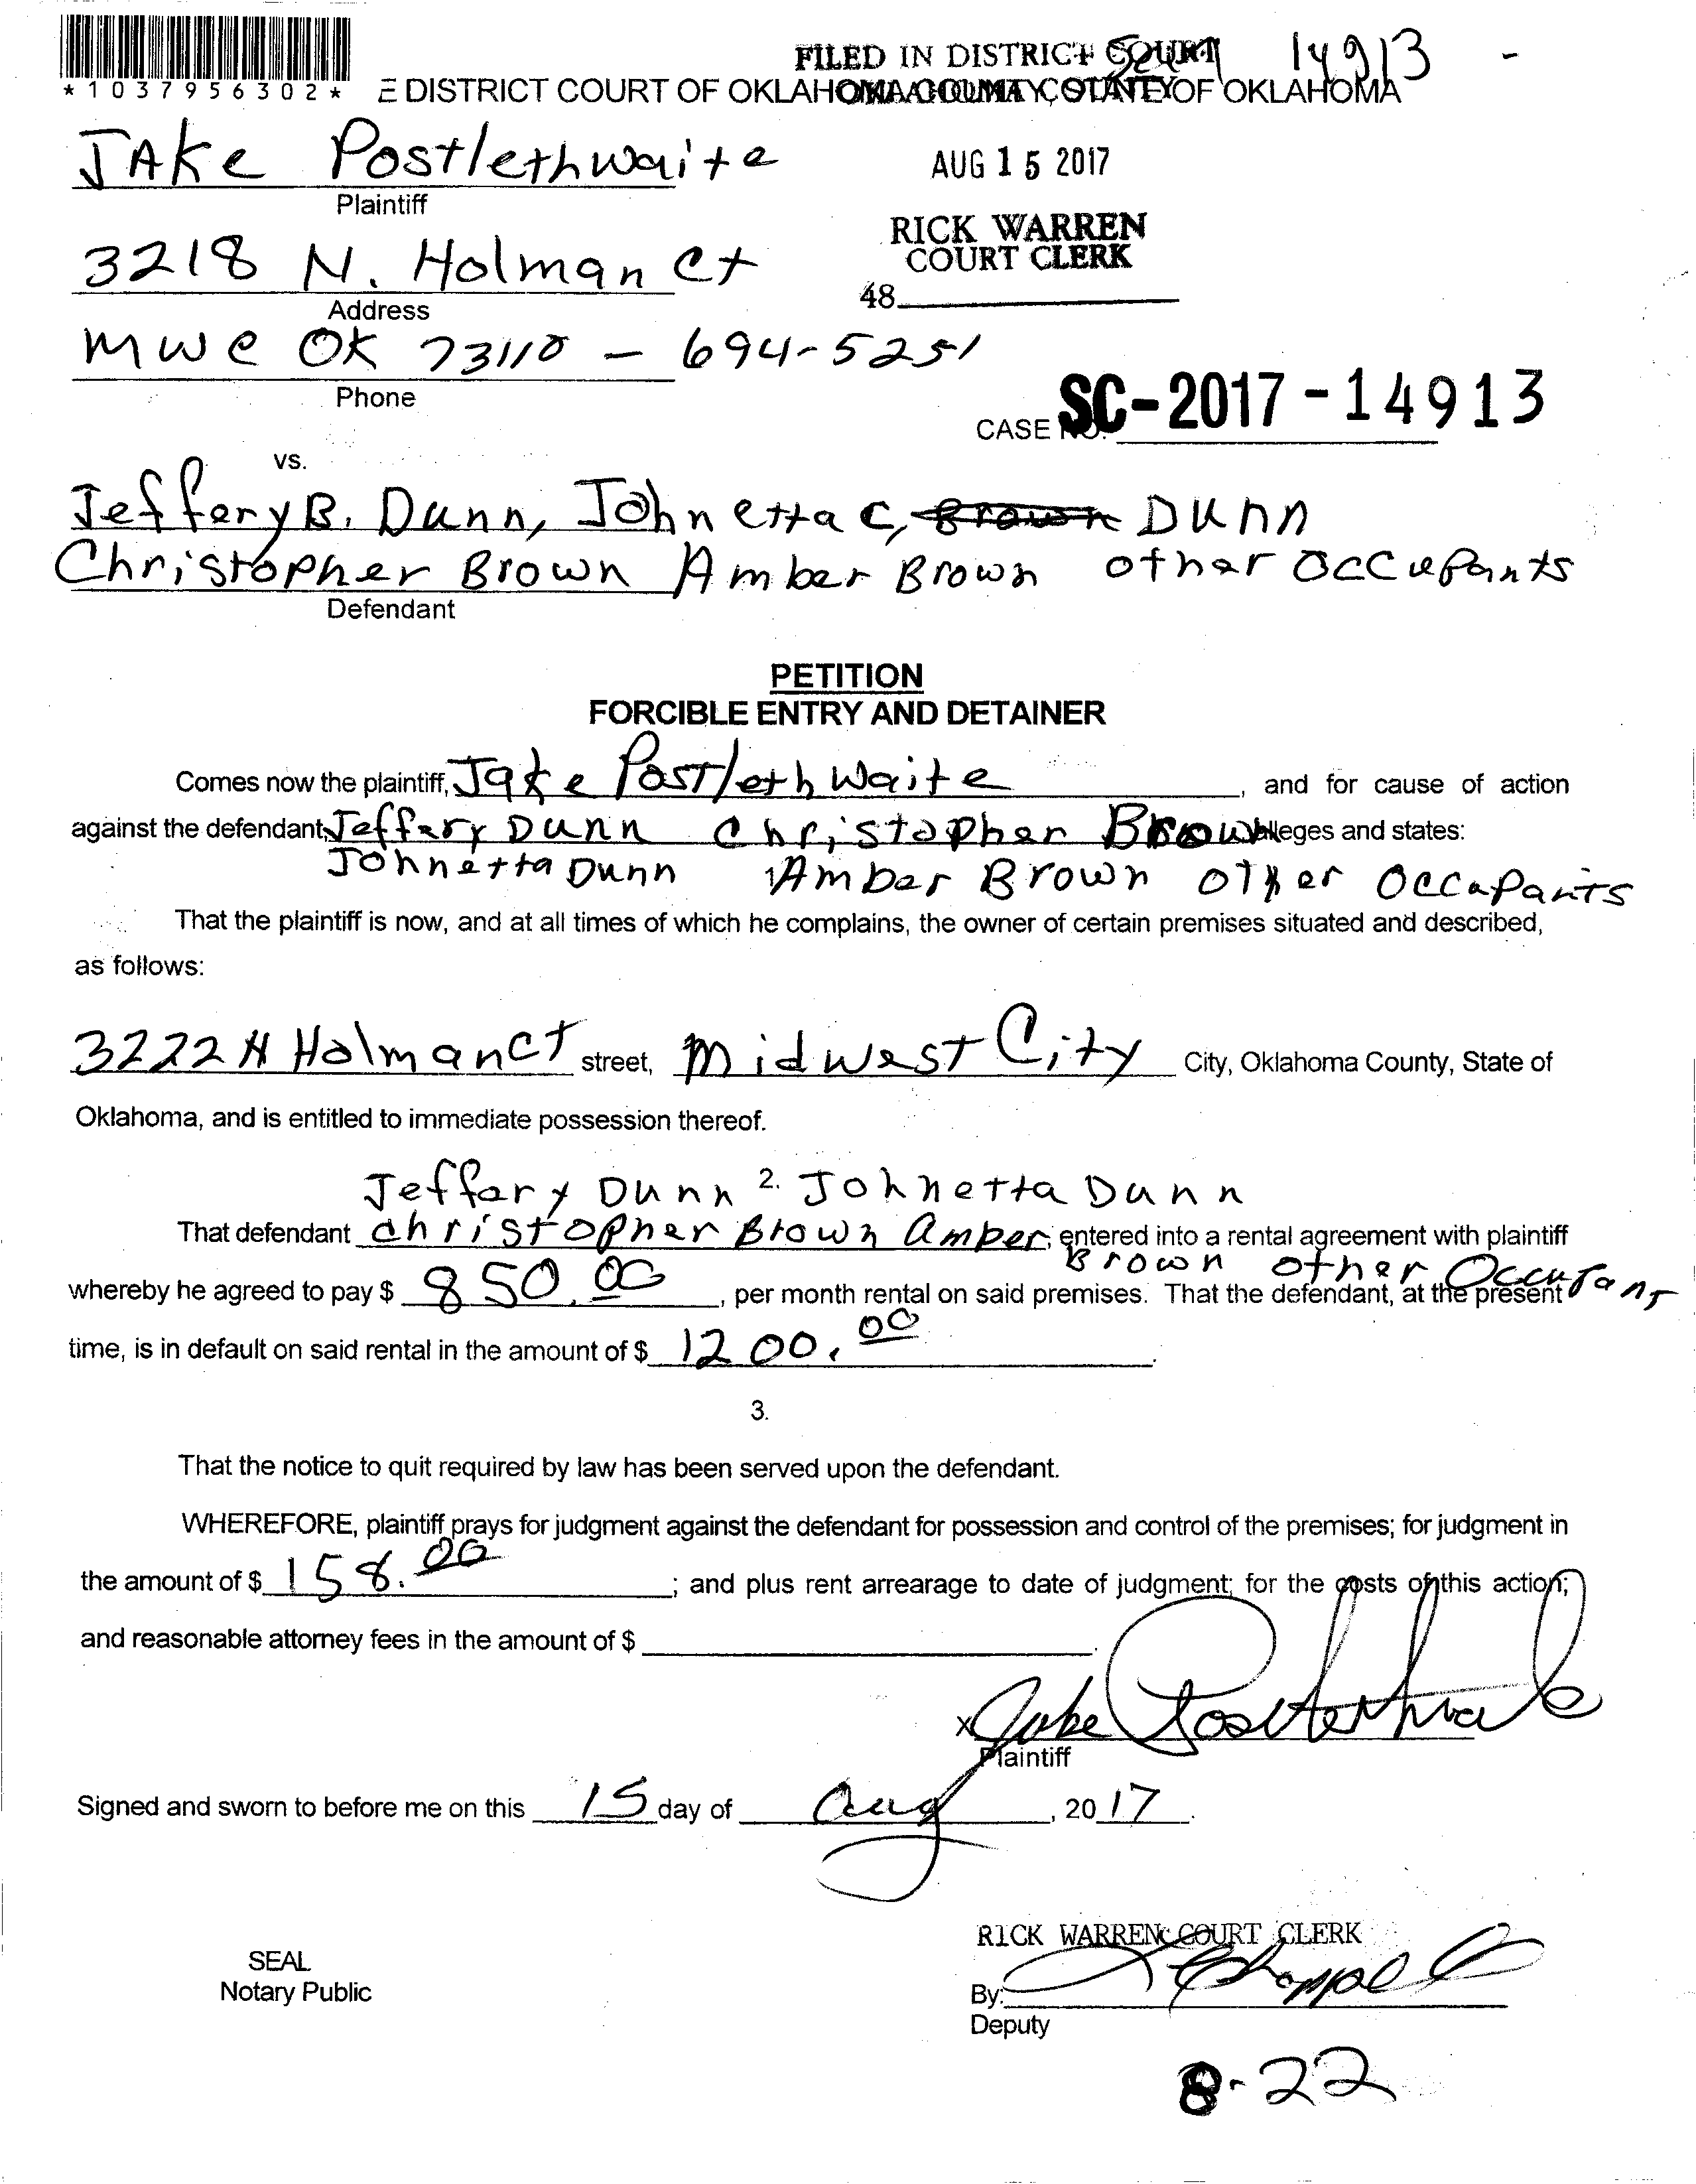 FILED IN DISTRICT COURT 14913 -
*1037956302* E DISTRICT COURT OF OKLAHOMA COUNTY, STATE OF OKLAHOMA
OKLAHOMA COUNTY
JAKe Postlethwaite
AUG 15 2017
Plaintiff
RICK WARREN
COURT CLERK
3218 N. Holman Ct
48
Address
MWC OK 73110 - 694-5251
Phone
CASE NO. SC-2017-14913
vs.
Jeffery B. Dunn, Johnetta C, Brown Dunn
Christopher Brown Amber Brown other Occupants
Defendant
PETITION
FORCIBLE ENTRY AND DETAINER
Comes now the plaintiff, Jake Postlethwaite, and for cause of action
against the defendant, Jeffery Dunn Christopher Brown alleges and states:
Johnetta Dunn Amber Brown other Occupants
That the plaintiff is now, and at all times of which he complains, the owner of certain premises situated and described,
as follows:
3222 N Holman CT street, Midwest City City, Oklahoma County, State of
Oklahoma, and is entitled to immediate possession thereof.
Jeffary Dunn 2. Johnetta Dunn
That defendant Christopher Brown Amber, entered into a rental agreement with plaintiff
Brown other Occupant
whereby he agreed to pay $ 850.00, per month rental on said premises. That the defendant, at the present
time, is in default on said rental in the amount of $ 1200.00.
3.
That the notice to quit required by law has been served upon the defendant.
WHEREFORE, plaintiff prays for judgment against the defendant for possession and control of the premises; for judgment in
the amount of $ 158.00; and plus rent arrearage to date of judgment; for the costs of this action;
and reasonable attorney fees in the amount of $
x Jake Postlethwaite
Plaintiff
Signed and sworn to before me on this 15 day of Aug, 2017.
RICK WARREN COURT CLERK
SEAL
Notary Public
By:
Deputy
8-22